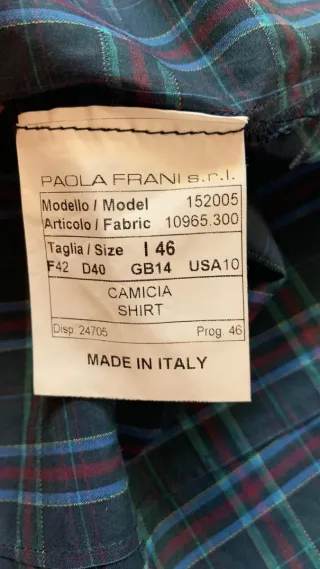 PAOLA FRANI s.r.l.
Modello / Model 152005
Articolo / Fabric 10965.300
Taglia / Size I 46
F42 D40 GB14 USA10
CAMICIA
SHIRT
Disp. 24705 Prog. 46
MADE IN ITALY